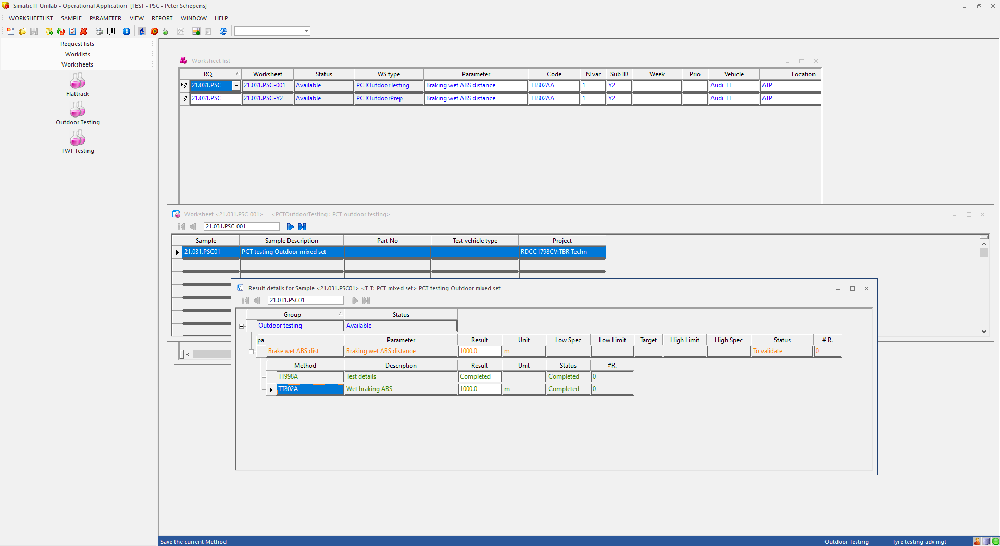 Simatic IT Unilab - Operational Application [TEST - PSC - Peter Schepens]
WORKSHEETLIST SAMPLE PARAMETER VIEW REPORT WINDOW HELP
-
Request lists
Worklists
Worksheets
Flattrack
Outdoor Testing
TWT Testing
Worksheet list
RQ Worksheet Status WS type Parameter Code N var Sub ID Week Prio Vehicle Location
21.031.PSC 21.031.PSC-001 Available PCTOutdoorTesting Braking wet ABS distance TT802AA 1 Y2 Audi TT ATP
21.031.PSC 21.031.PSC-Y2 Available PCTOutdoorPrep Braking wet ABS distance TT802AA 1 Y2 Audi TT ATP
Worksheet <21.031.PSC-001> <PCTOutdoorTesting : PCT outdoor testing>
21.031.PSC-001
Sample Sample Description Part No Test vehicle type Project
21.031.PSC01 PCT testing Outdoor mixed set RDCC1798CV:TBR Techn
Result details for Sample <21.031.PSC01> <T-T: PCT mixed set> PCT testing Outdoor mixed set
21.031.PSC01
Group Status
Outdoor testing Available
pa Parameter Result Unit Low Spec Low Limit Target High Limit High Spec Status # R.
Brake wet ABS dist Braking wet ABS distance 1000.0 m To validate 0
Method Description Result Unit Status #R.
TT998A Test details Completed Completed 0
TT802A Wet braking ABS 1000.0 m Completed 0
Save the current Method Outdoor Testing Tyre testing adv mgt